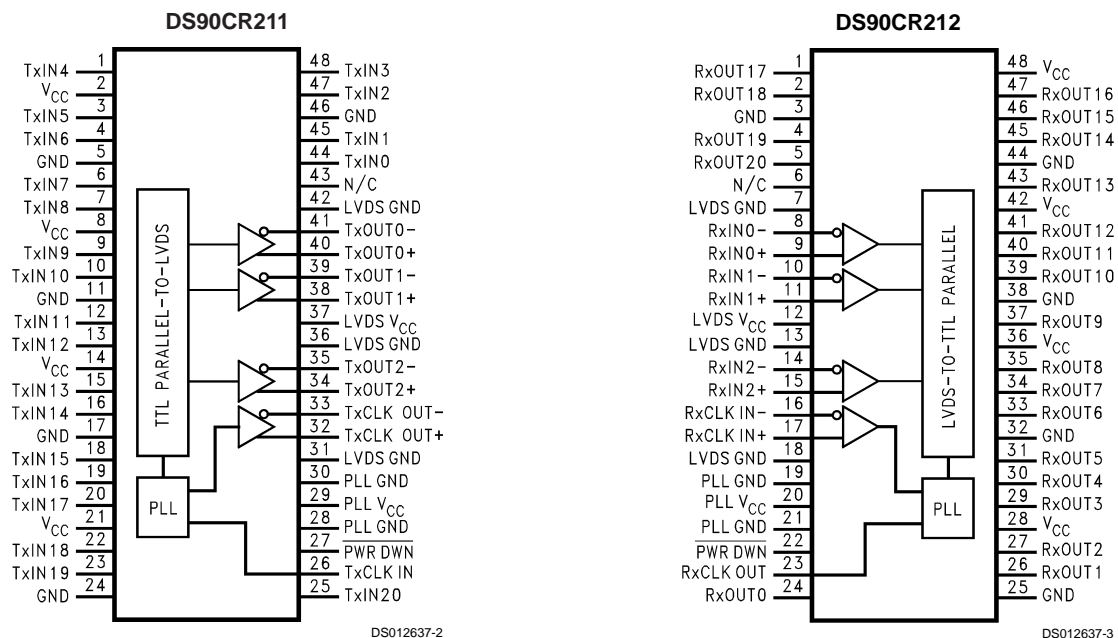 DS90CR211
TxIN4 1
VCC 2
TxIN5 3
TxIN6 4
GND 5
TxIN7 6
TxIN8 7
VCC 8
TxIN9 9
TxIN10 10
GND 11
TxIN11 12
TxIN12 13
VCC 14
TxIN13 15
TxIN14 16
GND 17
TxIN15 18
TxIN16 19
TxIN17 20
VCC 21
TxIN18 22
TxIN19 23
GND 24
TTL PARALLEL-TO-LVDS
PLL
48 TxIN3
47 TxIN2
46 GND
45 TxIN1
44 TxIN0
43 N/C
42 LVDS GND
41 TxOUT0-
40 TxOUT0+
39 TxOUT1-
38 TxOUT1+
37 LVDS VCC
36 LVDS GND
35 TxOUT2-
34 TxOUT2+
33 TxCLK OUT-
32 TxCLK OUT+
31 LVDS GND
30 PLL GND
29 PLL VCC
28 PLL GND
27 PWR DWN
26 TxCLK IN
25 TxIN20
DS012637-2
DS90CR212
RxOUT17 1
RxOUT18 2
GND 3
RxOUT19 4
RxOUT20 5
N/C 6
LVDS GND 7
RxIN0- 8
RxIN0+ 9
RxIN1- 10
RxIN1+ 11
LVDS VCC 12
LVDS GND 13
RxIN2- 14
RxIN2+ 15
RxCLK IN- 16
RxCLK IN+ 17
LVDS GND 18
PLL GND 19
PLL VCC 20
PLL GND 21
PWR DWN 22
RxCLK OUT 23
RxOUT0 24
LVDS-TO-TTL PARALLEL
PLL
48 VCC
47 RxOUT16
46 RxOUT15
45 RxOUT14
44 GND
43 RxOUT13
42 VCC
41 RxOUT12
40 RxOUT11
39 RxOUT10
38 GND
37 RxOUT9
36 VCC
35 RxOUT8
34 RxOUT7
33 RxOUT6
32 GND
31 RxOUT5
30 RxOUT4
29 RxOUT3
28 VCC
27 RxOUT2
26 RxOUT1
25 GND
DS012637-3